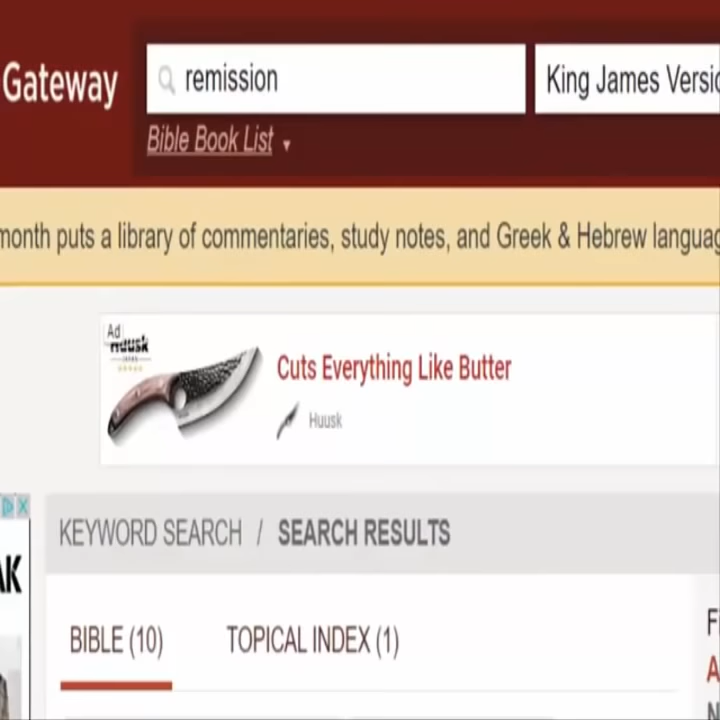 Gateway
remission
King James Versio
Bible Book List
month puts a library of commentaries, study notes, and Greek & Hebrew languag
Ad
Huusk
Cuts Everything Like Butter
Huusk
KEYWORD SEARCH / SEARCH RESULTS
AK
BIBLE (10)
TOPICAL INDEX (1)
F
A
N